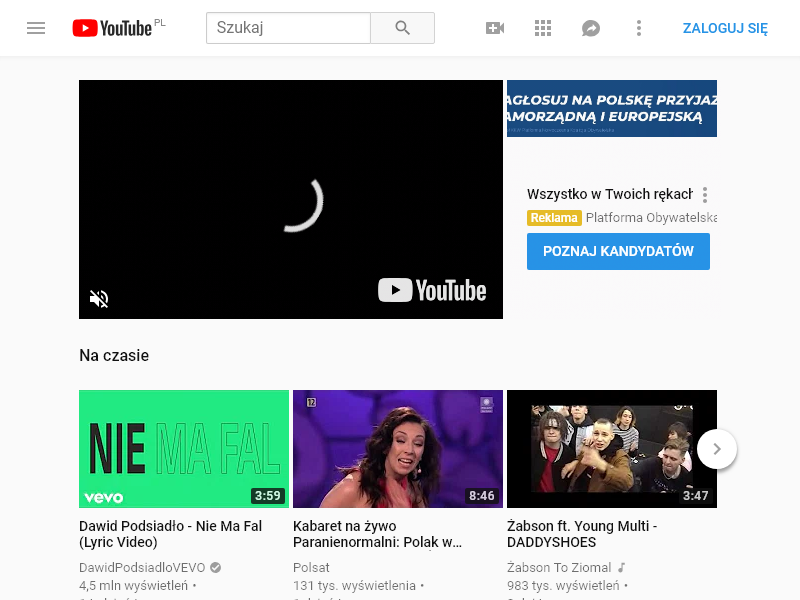 YouTube PL
Szukaj
ZALOGUJ SIĘ
AGŁOSUJ NA POLSKĘ PRZYJAZ
AMORZĄDNĄ I EUROPEJSKĄ
Wszystko w Twoich rękach
Reklama Platforma Obywatelska
POZNAJ KANDYDATÓW
YouTube
Na czasie
NIE MA FAL
vevo
3:59
12
8:46
3:47
Dawid Podsiadło - Nie Ma Fal
(Lyric Video)
DawidPodsiadloVEVO
4,5 mln wyświetleń •
Kabaret na żywo
Paranienormalni: Polak w...
Polsat
131 tys. wyświetlenia •
Żabson ft. Young Multi -
DADDYSHOES
Żabson To Ziomal
983 tys. wyświetleń •